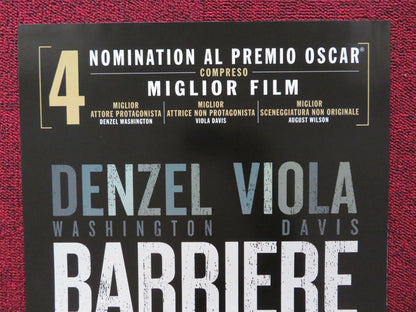 4 NOMINATION AL PREMIO OSCAR®
COMPRESO
MIGLIOR FILM
MIGLIOR
ATTORE PROTAGONISTA
DENZEL WASHINGTON
MIGLIOR
ATTRICE NON PROTAGONISTA
VIOLA DAVIS
MIGLIOR
SCENEGGIATURA NON ORIGINALE
AUGUST WILSON
DENZEL VIOLA
WASHINGTON DAVIS
BARRIERE